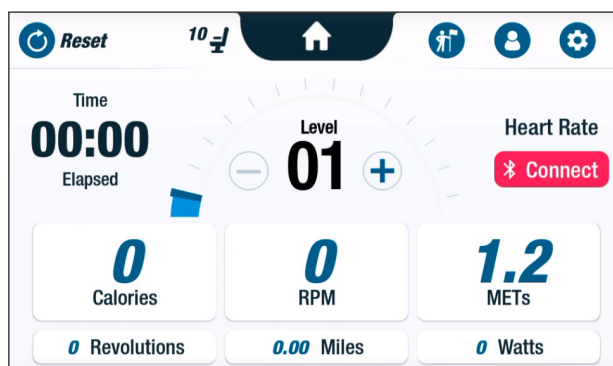 Reset
10
Time
00:00
Elapsed
Level
01
Heart Rate
Connect
0
Calories
0
RPM
1.2
METs
0 Revolutions
0.00 Miles
0 Watts